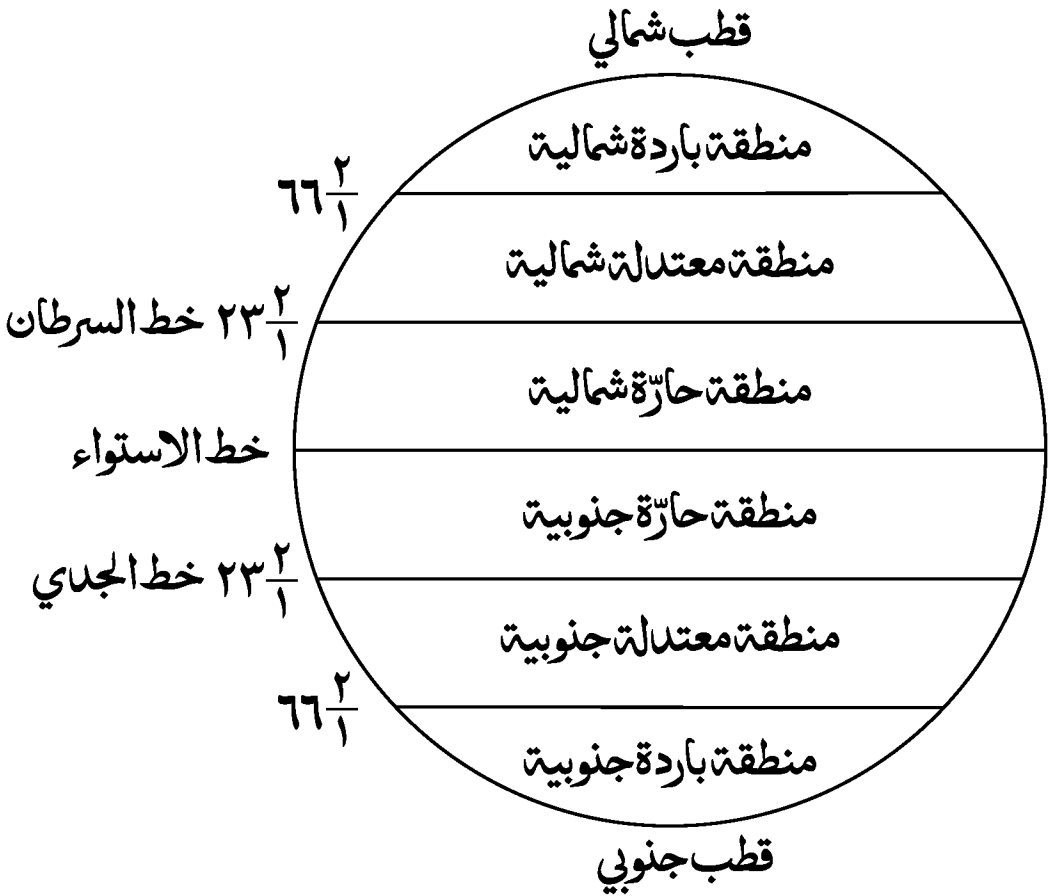 قطب شمالي
منطقة باردة شمالية
٦٦ ٢/١
منطقة معتدلة شمالية
٢٣ ٢/١ خط السرطان
منطقة حارّة شمالية
خط الاستواء
منطقة حارّة جنوبية
٢٣ ٢/١ خط الجدي
منطقة معتدلة جنوبية
٦٦ ٢/١
منطقة باردة جنوبية
قطب جنوبي